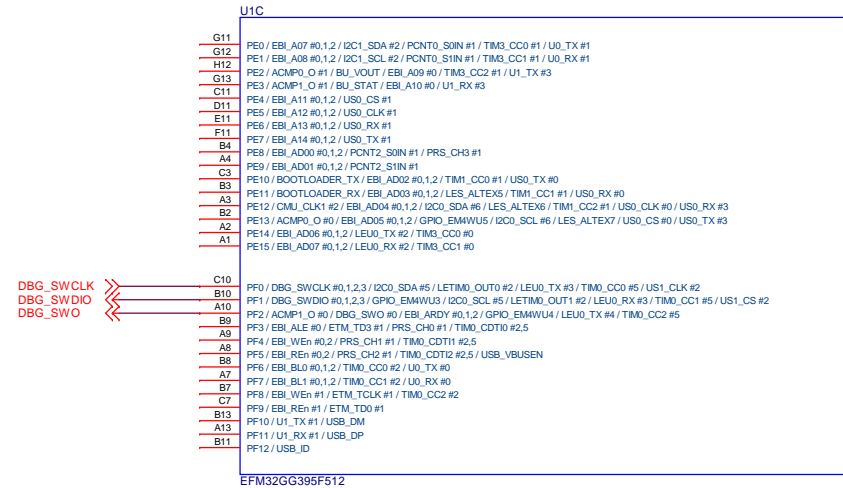 U1C
G11 PE0 / EBI_A07 #0,1,2 / I2C1_SDA #2 / PCNT0_S0IN #1 / TIM3_CC0 #1 / U0_TX #1
G12 PE1 / EBI_A08 #0,1,2 / I2C1_SCL #2 / PCNT0_S1IN #1 / TIM3_CC1 #1 / U0_RX #1
H12 PE2 / ACMP0_O #1 / BU_VOUT / EBI_A09 #0 / TIM3_CC2 #1 / U1_TX #3
G13 PE3 / ACMP1_O #1 / BU_STAT / EBI_A10 #0 / U1_RX #3
C11 PE4 / EBI_A11 #0,1,2 / US0_CS #1
D11 PE5 / EBI_A12 #0,1,2 / US0_CLK #1
E11 PE6 / EBI_A13 #0,1,2 / US0_RX #1
F11 PE7 / EBI_A14 #0,1,2 / US0_TX #1
B4 PE8 / EBI_AD00 #0,1,2 / PCNT2_S0IN #1 / PRS_CH3 #1
A4 PE9 / EBI_AD01 #0,1,2 / PCNT2_S1IN #1
C3 PE10 / BOOTLOADER_TX / EBI_AD02 #0,1,2 / TIM1_CC0 #1 / US0_TX #0
B3 PE11 / BOOTLOADER_RX / EBI_AD03 #0,1,2 / LES_ALTEX5 / TIM1_CC1 #1 / US0_RX #0
A3 PE12 / CMU_CLK1 #2 / EBI_AD04 #0,1,2 / I2C0_SDA #6 / LES_ALTEX6 / TIM1_CC2 #1 / US0_CLK #0 / US0_RX #3
B2 PE13 / ACMP0_O #0 / EBI_AD05 #0,1,2 / GPIO_EM4WU5 / I2C0_SCL #6 / LES_ALTEX7 / US0_CS #0 / US0_TX #3
A2 PE14 / EBI_AD06 #0,1,2 / LEU0_TX #2 / TIM3_CC0 #0
A1 PE15 / EBI_AD07 #0,1,2 / LEU0_RX #2 / TIM3_CC1 #0
DBG_SWCLK C10 PF0 / DBG_SWCLK #0,1,2,3 / I2C0_SDA #5 / LETIM0_OUT0 #2 / LEU0_TX #3 / TIM0_CC0 #5 / US1_CLK #2
DBG_SWDIO B10 PF1 / DBG_SWDIO #0,1,2,3 / GPIO_EM4WU3 / I2C0_SCL #5 / LETIM0_OUT1 #2 / LEU0_RX #3 / TIM0_CC1 #5 / US1_CS #2
DBG_SWO A10 PF2 / ACMP1_O #0 / DBG_SWO #0 / EBI_ARDY #0,1,2 / GPIO_EM4WU4 / LEU0_TX #4 / TIM0_CC2 #5
B9 PF3 / EBI_ALE #0 / ETM_TD3 #1 / PRS_CH0 #1 / TIM0_CDTI0 #2,5
A9 PF4 / EBI_WEn #0,2 / PRS_CH1 #1 / TIM0_CDTI1 #2,5
A8 PF5 / EBI_REn #0,2 / PRS_CH2 #1 / TIM0_CDTI2 #2,5 / USB_VBUSEN
B8 PF6 / EBI_BL0 #0,1,2 / TIM0_CC0 #2 / U0_TX #0
A7 PF7 / EBI_BL1 #0,1,2 / TIM0_CC1 #2 / U0_RX #0
B7 PF8 / EBI_WEn #1 / ETM_TCLK #1 / TIM0_CC2 #2
C7 PF9 / EBI_REn #1 / ETM_TD0 #1
B13 PF10 / U1_TX #1 / USB_DM
A13 PF11 / U1_RX #1 / USB_DP
B11 PF12 / USB_ID
EFM32GG395F512